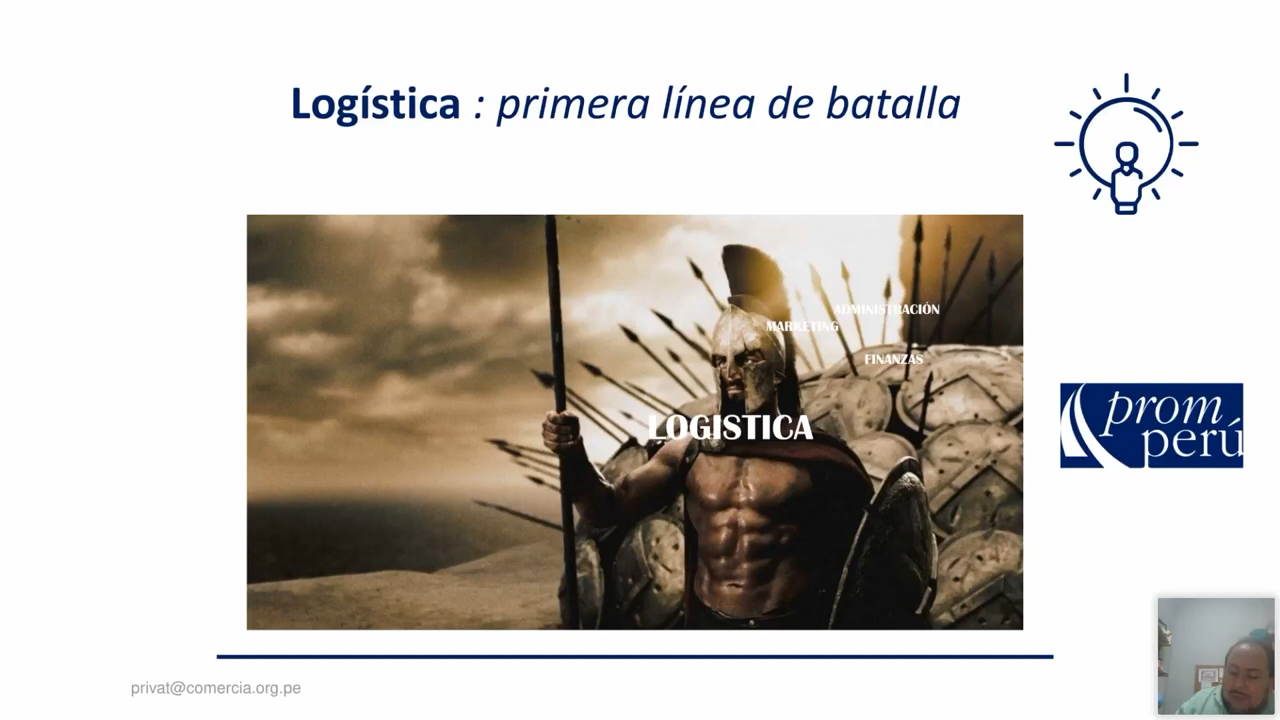 Logística : primera línea de batalla
ADMINISTRACIÓN
MARKETING
FINANZAS
LOGISTICA
prom
perú
privat@comercia.org.pe